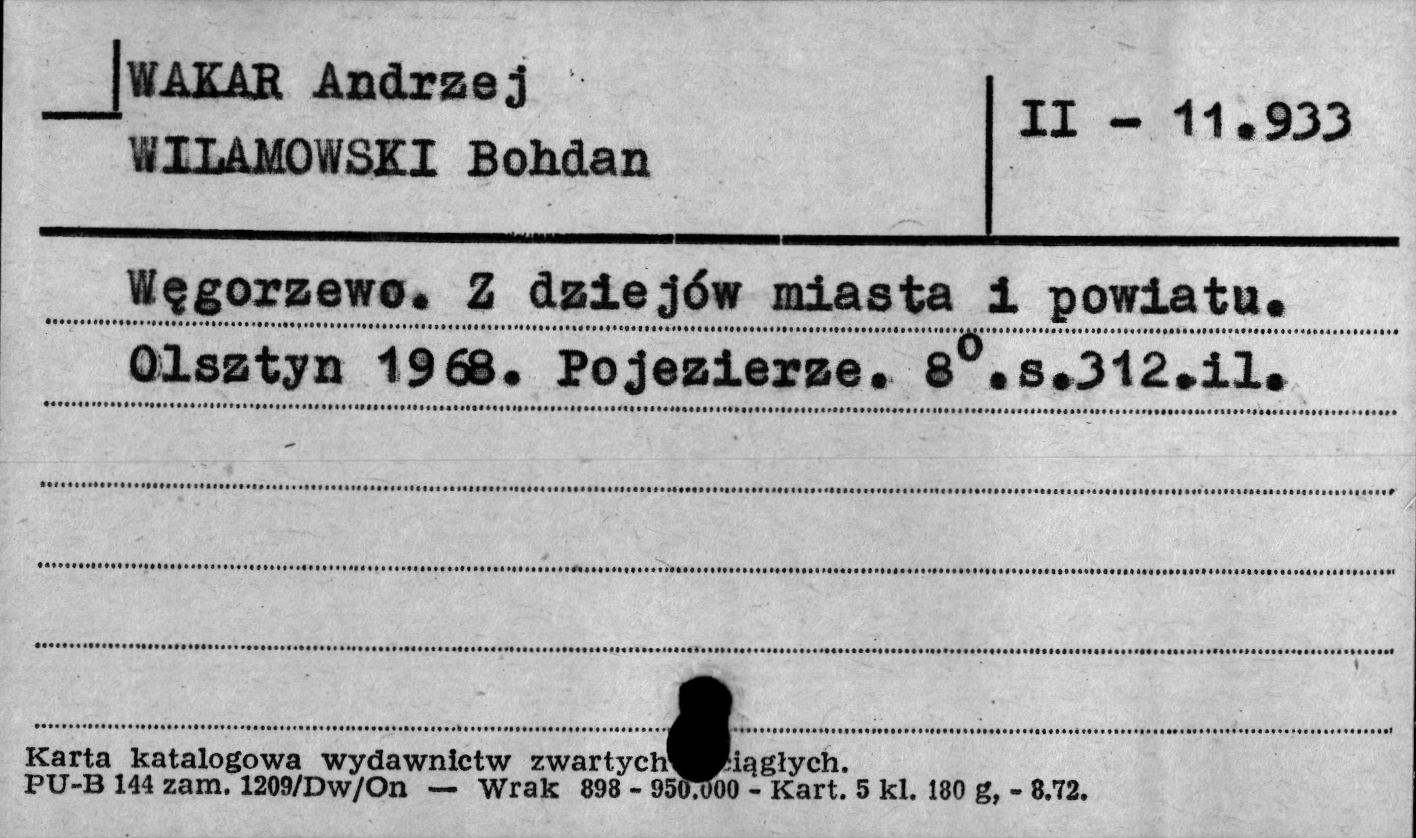 WAKAR Andrzej
WILAMOWSKI Bohdan
II - 11.933
Węgorzewo. Z dziejów miasta i powiatu.
Olsztyn 1968. Pojezierze. 8⁰.s.312.il.
Karta katalogowa wydawnictw zwartych
PU-B 144 zam. 1209/Dw/On — Wrak 898 - 950.000 - Kart. 5 kl. 180 g, - 8.72.